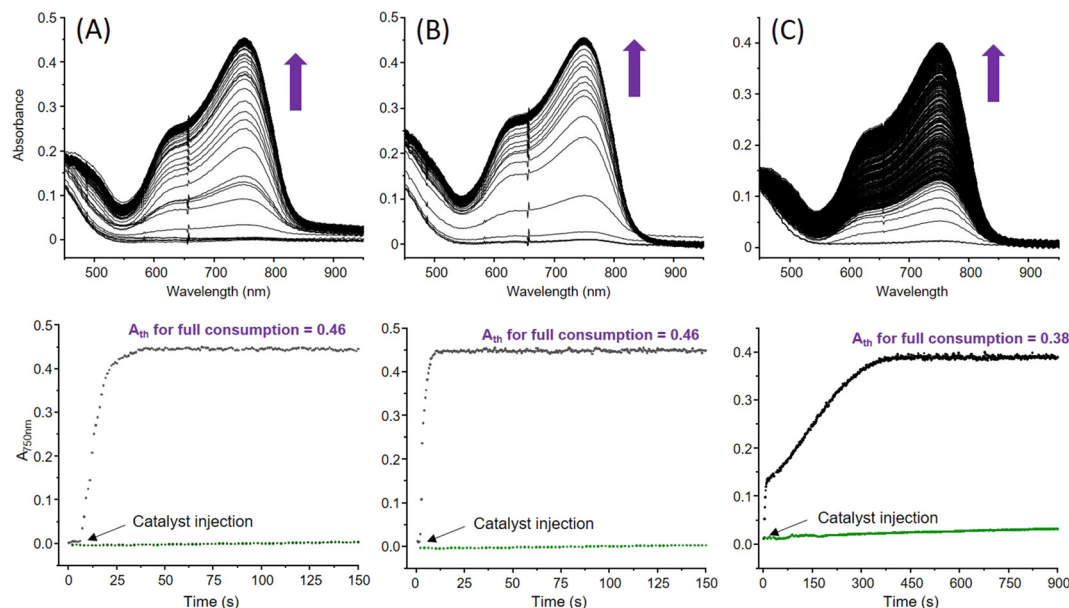 (A)
(B)
(C)
0.5
0.4
0.3
0.2
0.1
0
Absorbance
500 600 700 800 900
Wavelength (nm)
0.5
0.4
0.3
0.2
0.1
0
500 600 700 800 900
Wavelength (nm)
0.4
0.3
0.2
0.1
0
500 600 700 800 900
Wavelength
0.5
0.4
0.3
0.4
0.1
0.0
A750nm
Ath for full consumption = 0.46
Catalyst injection
0 25 50 75 100 125 150
Time (s)
0.5
0.4
0.3
0.4
0.1
0.0
Ath for full consumption = 0.46
Catalyst injection
0 25 50 75 100 125 150
Time (s)
0.4
0.3
0.2
0.1
0.0
Ath for full consumption = 0.38
Catalyst injection
0 150 300 450 600 750 900
Time (s)